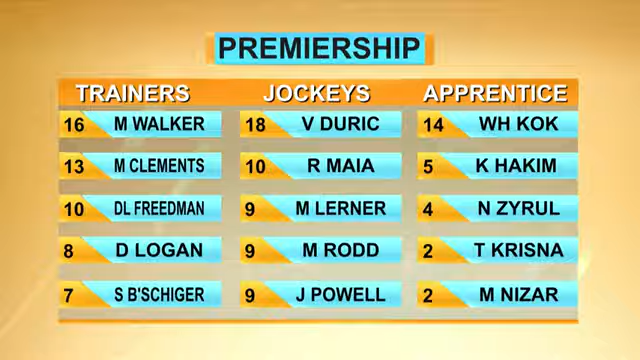 PREMIERSHIP
TRAINERS JOCKEYS APPRENTICE
16 M WALKER 18 V DURIC 14 WH KOK
13 M CLEMENTS 10 R MAIA 5 K HAKIM
10 DL FREEDMAN 9 M LERNER 4 N ZYRUL
8 D LOGAN 9 M RODD 2 T KRISNA
7 S B'SCHIGER 9 J POWELL 2 M NIZAR